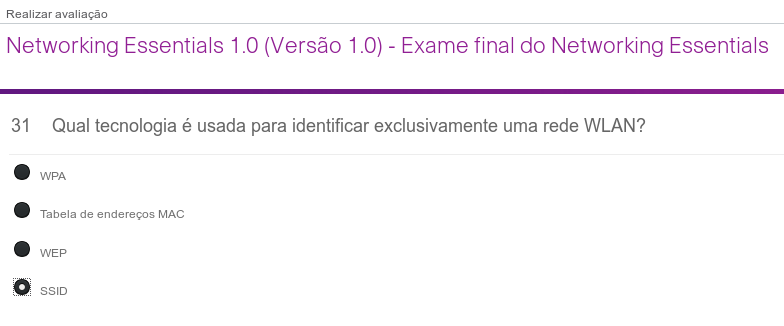 Realizar avaliação
Networking Essentials 1.0 (Versão 1.0) - Exame final do Networking Essentials
31 Qual tecnologia é usada para identificar exclusivamente uma rede WLAN?
WPA
Tabela de endereços MAC
WEP
SSID